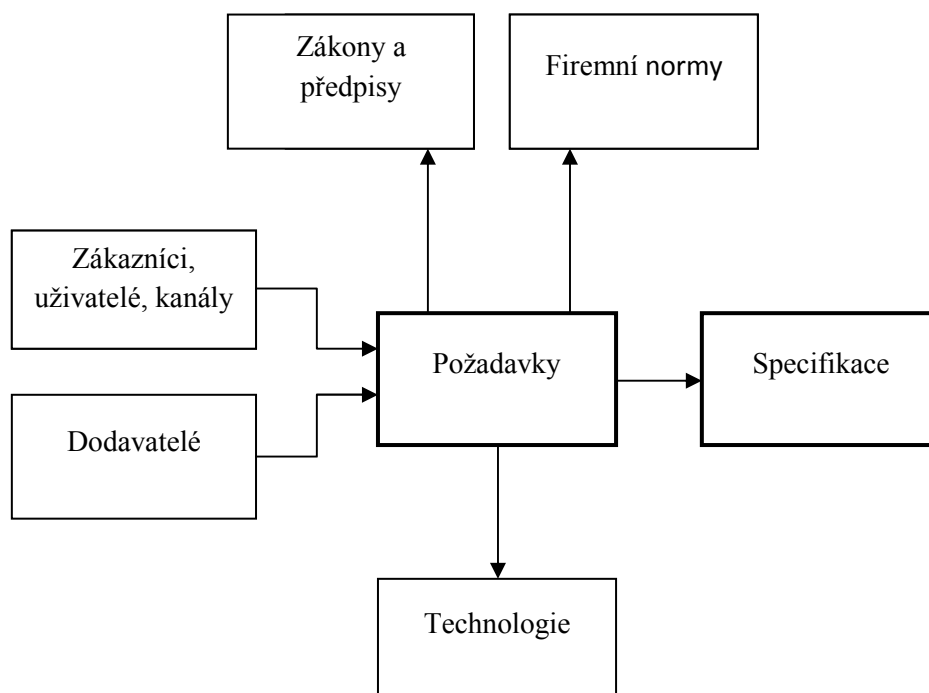 Zákony a
předpisy
Firemní normy
Zákazníci,
uživatelé, kanály
Požadavky
Specifikace
Dodavatelé
Technologie